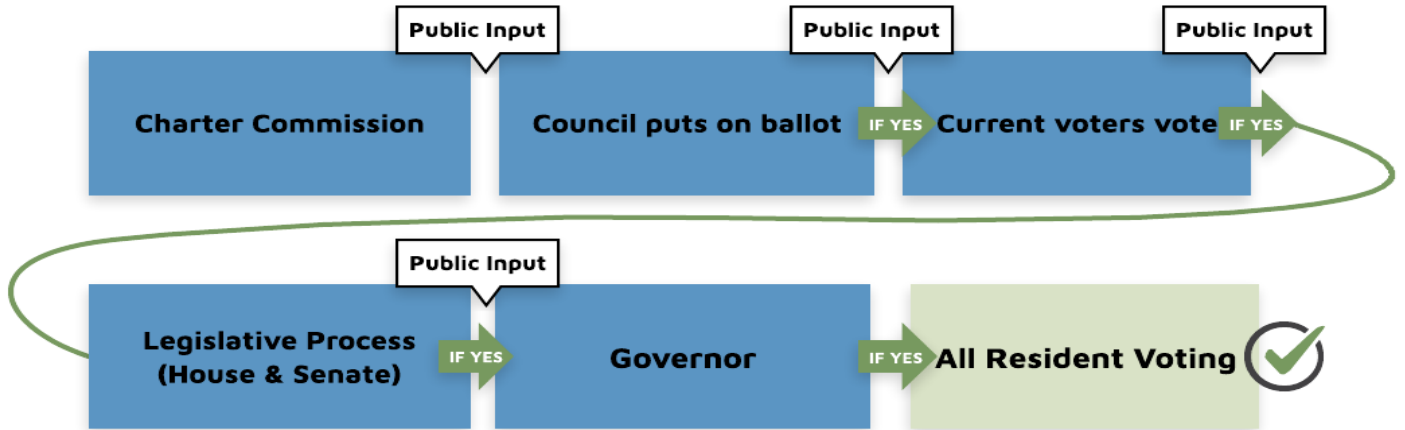 Public Input
Public Input
Public Input
Charter Commission
Council puts on ballot
IF YES
Current voters vote
IF YES
Public Input
Legislative Process
(House & Senate)
IF YES
Governor
IF YES
All Resident Voting